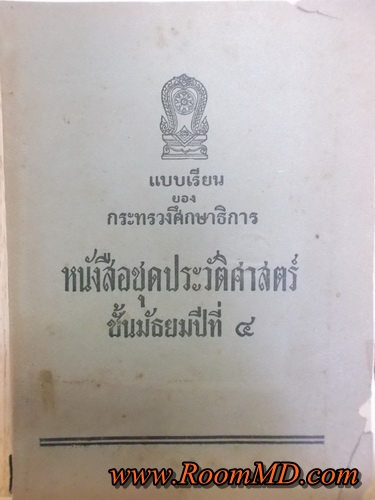 แบบเรียน
ของ
กระทรวงศึกษาธิการ
หนังสือชุดประวัติศาสตร์
ชั้นมัธยมปีที่ ๔
www.RoomMD.com